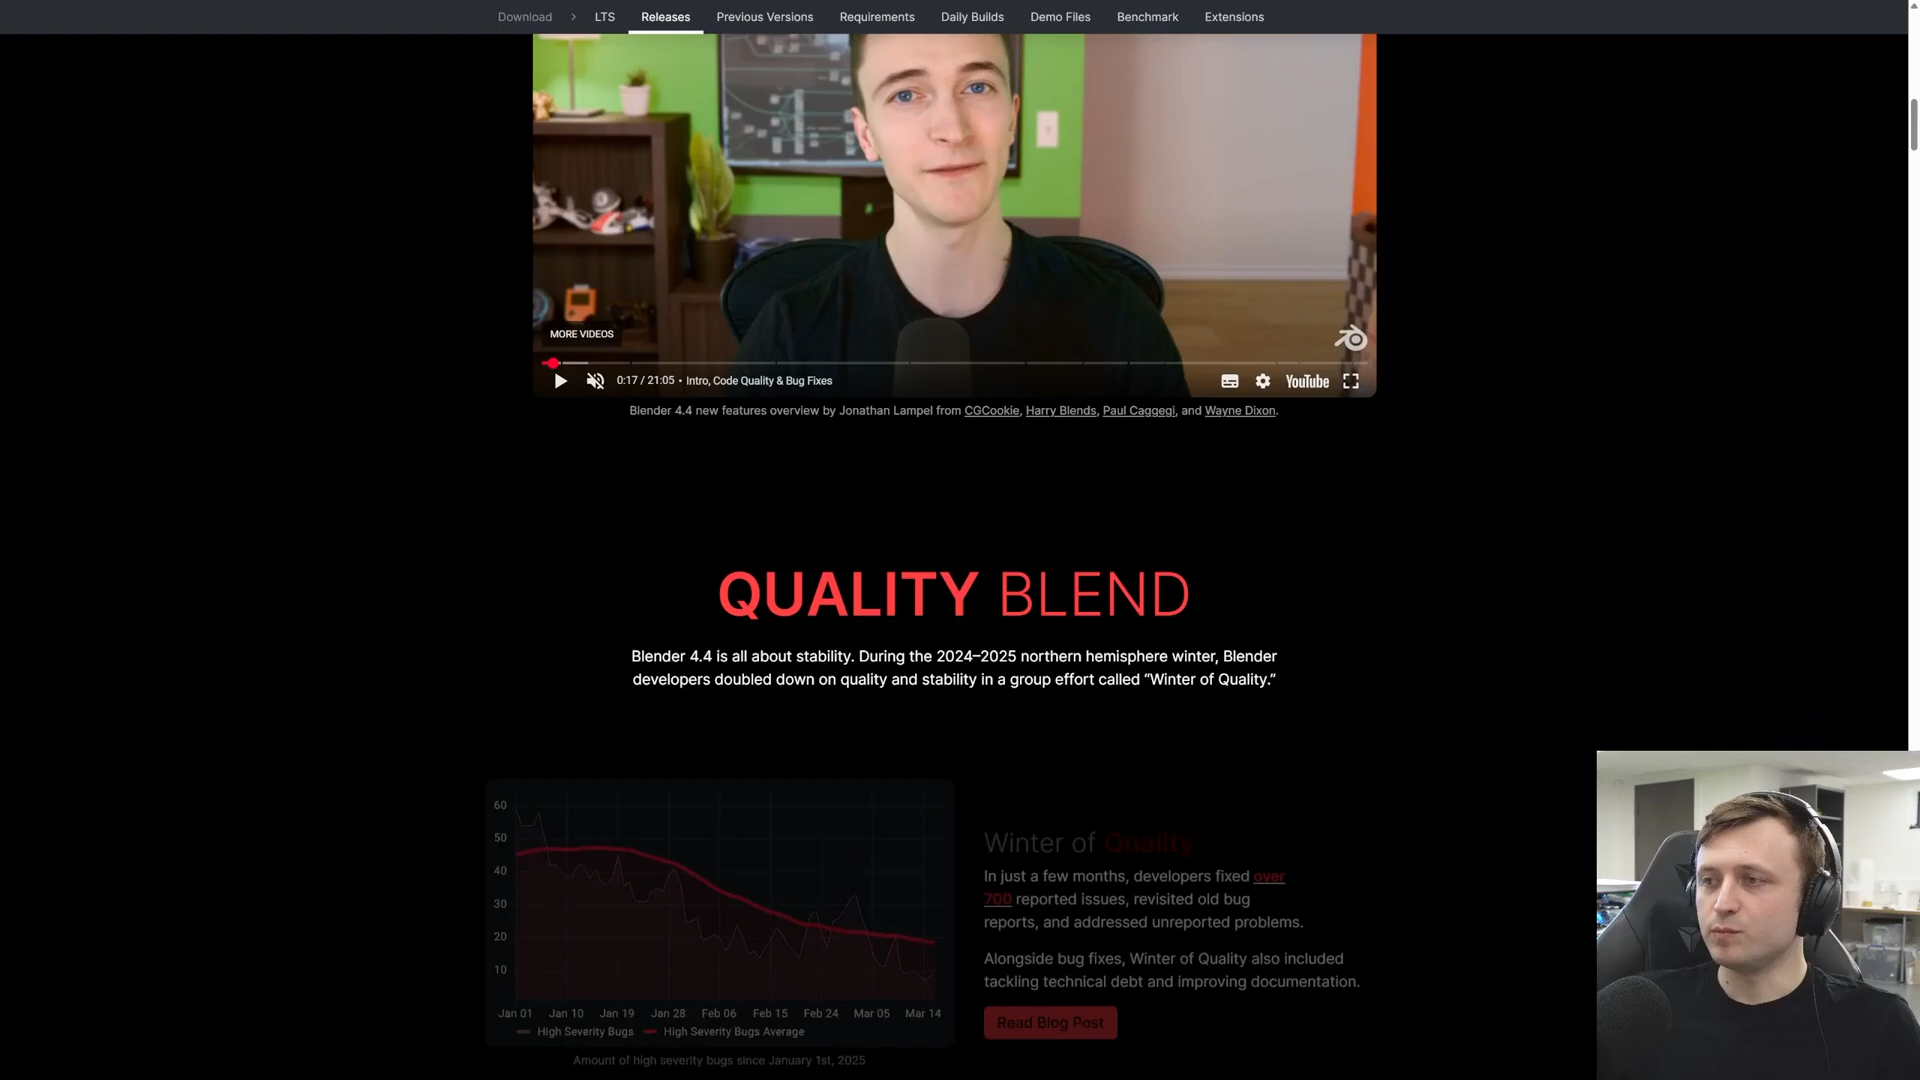 Download > LTS Releases Previous Versions Requirements Daily Builds Demo Files Benchmark Extensions
MORE VIDEOS
0:17 / 21:05 • Intro, Code Quality & Bug Fixes
YouTube
Blender 4.4 new features overview by Jonathan Lampel from CGCookie, Harry Blends, Paul Caggegi, and Wayne Dixon.
QUALITY BLEND
Blender 4.4 is all about stability. During the 2024–2025 northern hemisphere winter, Blender
developers doubled down on quality and stability in a group effort called “Winter of Quality.”
60
50
40
30
20
10
Jan 01 Jan 10 Jan 19 Jan 28 Feb 06 Feb 15 Feb 24 Mar 05 Mar 14
High Severity Bugs High Severity Bugs Average
Amount of high severity bugs since January 1st, 2025
Winter of Quality
In just a few months, developers fixed over
700 reported issues, revisited old bug
reports, and addressed unreported problems.
Alongside bug fixes, Winter of Quality also included
tackling technical debt and improving documentation.
Read Blog Post